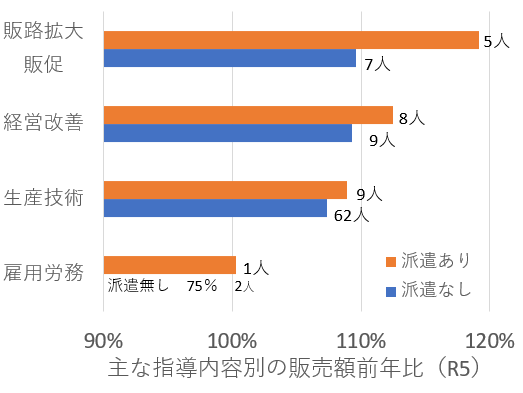 販路拡大
販促
5人
7人
経営改善
8人
9人
生産技術
9人
62人
雇用労務
1人
派遣無し 75% 2人
派遣あり
派遣なし
90% 100% 110% 120%
主な指導内容別の販売額前年比（R5）